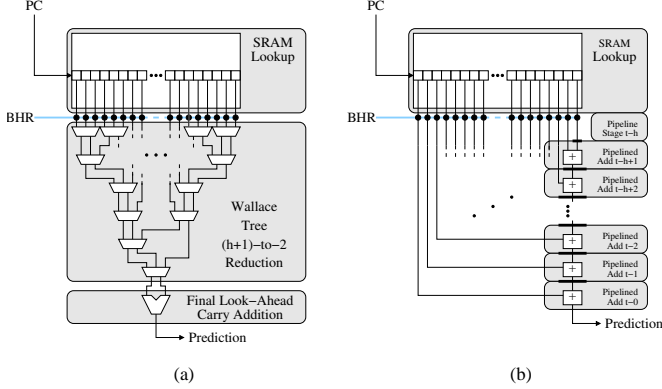 PC
SRAM
Lookup
BHR
Wallace
Tree
(h+1)−to−2
Reduction
Final Look−Ahead
Carry Addition
Prediction
(a)
PC
SRAM
Lookup
BHR
Pipeline
Stage t−h
+
Pipelined
Add t−h+1
+
Pipelined
Add t−h+2
+
Pipelined
Add t−2
+
Pipelined
Add t−1
+
Pipelined
Add t−0
Prediction
(b)